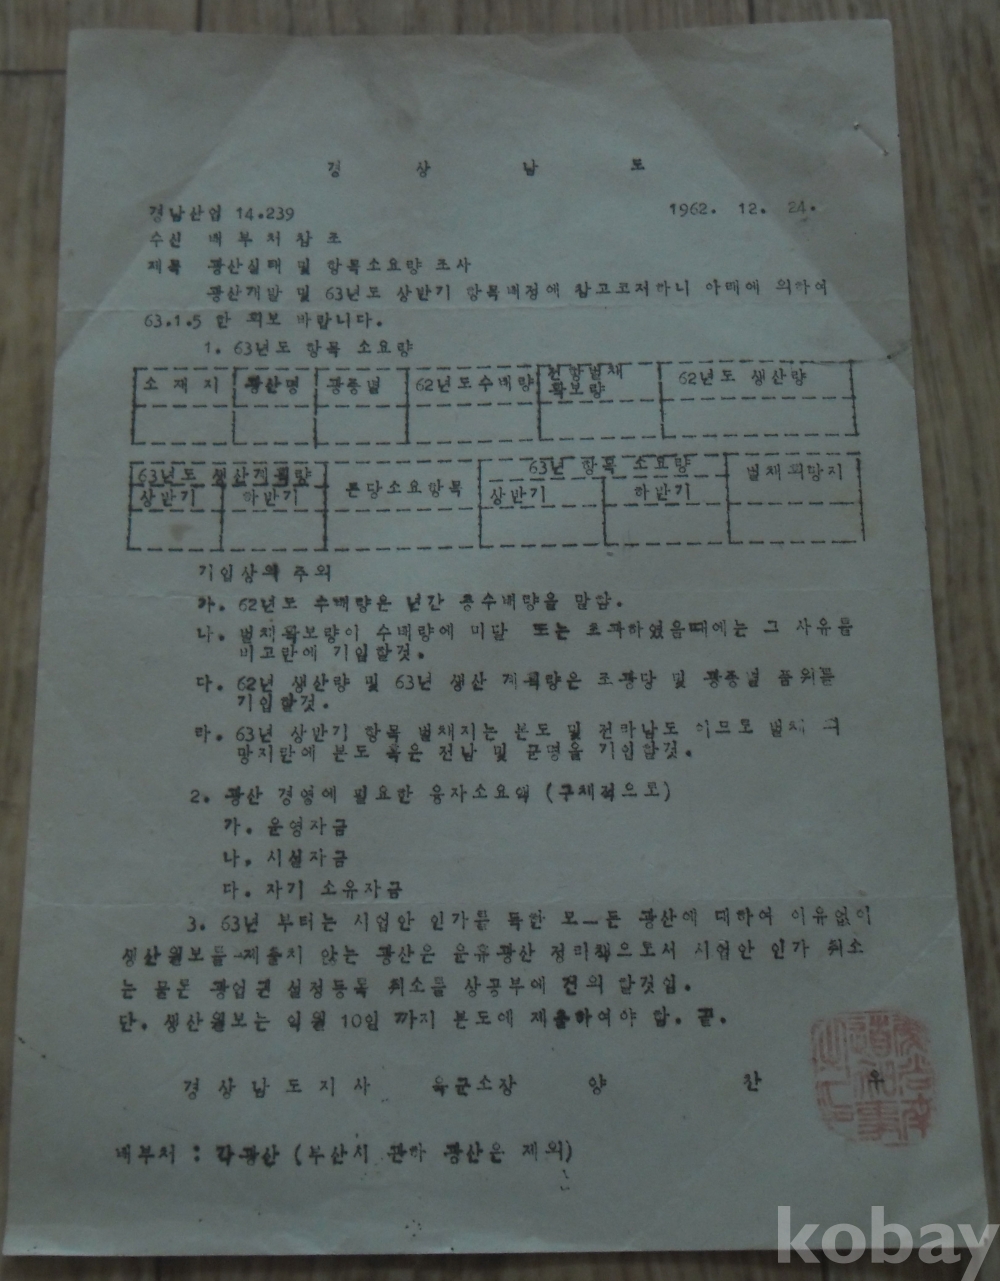 경 상 남 도
경남산업 14.239 1962. 12. 24.
수신 배부처참조
제목 광산실태 및 항목소요량 조사
광산개발 및 63년도 상반기 항목배정에 참고코저하니 아래에 의하여
63.1.5 한 회보 바랍니다.
1. 63년도 항목 소요량
소재지 광산명 광종별 62년도수배량 벌채
확보량 62년도 생산량
63년도 생산계획량 톤당소요항목 63년 항목 소요량 벌채희망지
상반기 하반기 상반기 하반기
기입상의 주의
가. 62년도 수배량은 년간 총수배량을 말함.
나. 벌채확보량이 수배량에 미달 또는 초과하였을때에는 그 사유를
비고란에 기입할것.
다. 62년 생산량 및 63년 생산 계획량은 조광당 및 광종별 품위를
기입할것.
라. 63년 상반기 항목 벌채지는 본도 및 전라남도 이므로 벌채 희
망지란에 본도 혹은 전남 및 군명을 기입할것.
2. 광산 경영에 필요한 융자소요액 (구체적으로)
가. 운영자금
나. 시설자금
다. 자기 소유자금
3. 63년 부터는 시업안 인가를 득한 모ー든 광산에 대하여 이유없이
생산월보를 제출치 않는 광산은 운휴광산 정리책으로서 시업안 인가 취소
는 물론 광업권 설정등록 취소를 상공부에 건의 할것임.
단. 생산월보는 익월 10일 까지 본도에 제출하여야 함. 끝.
경상남도지사 육군소장 양 찬 우
배부처 : 각광산 (부산시 관하 광산은 제외)
kobay